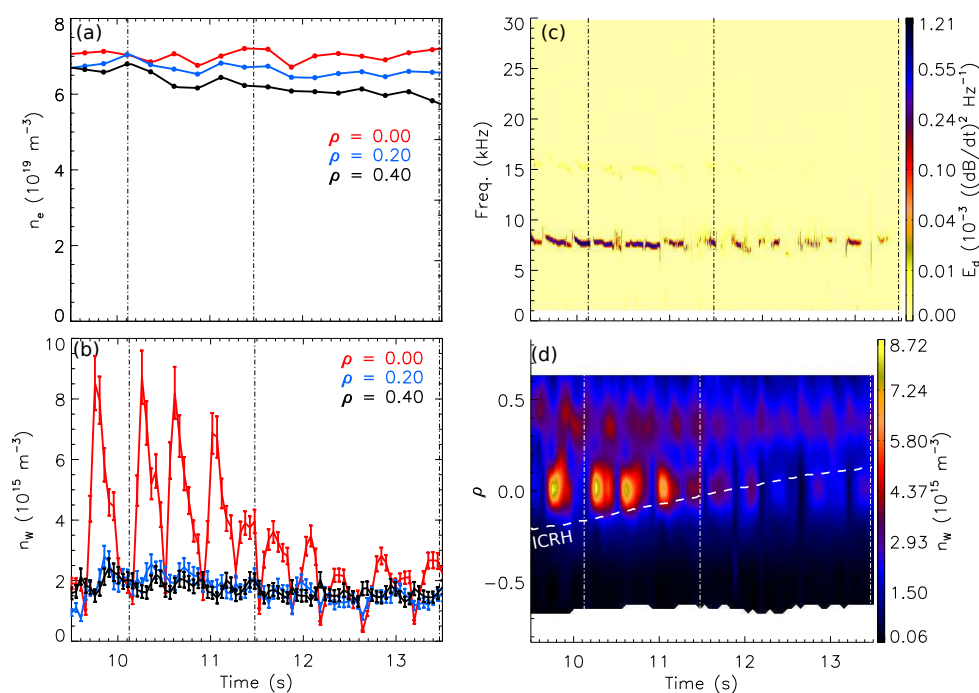 (a)
8
6
4
2
0
n_e (10^19 m^−3)
ρ = 0.00
ρ = 0.20
ρ = 0.40
(b)
10
8
6
4
2
0
n_W (10^15 m^−3)
ρ = 0.00
ρ = 0.20
ρ = 0.40
10 11 12 13
Time (s)
(c)
30
25
20
15
10
5
0
Freq. (kHz)
1.21
0.55
0.24
0.10
0.04
0.01
0.00
E_d (10^−3 ((dB/dt)^2 Hz^−1
(d)
0.5
0.0
−0.5
ρ
ICRH
8.72
7.24
5.80
4.37
2.93
1.50
0.06
n_W (10^15 m^−3)
10 11 12 13
Time (s)